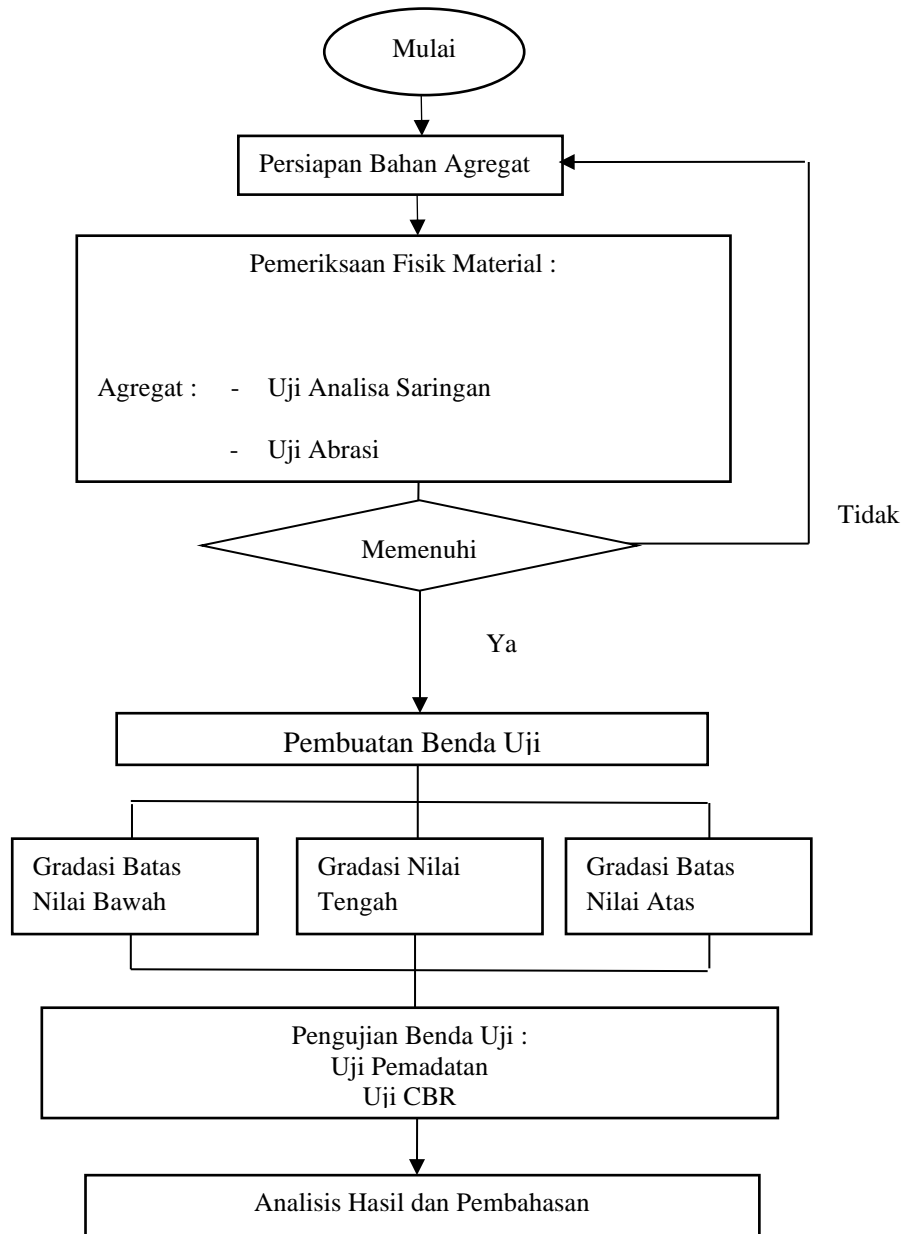 Mulai
Persiapan Bahan Agregat
Pemeriksaan Fisik Material :
Agregat : - Uji Analisa Saringan
- Uji Abrasi
Memenuhi
Tidak
Ya
Pembuatan Benda Uji
Gradasi Batas
Nilai Bawah
Gradasi Nilai
Tengah
Gradasi Batas
Nilai Atas
Pengujian Benda Uji :
Uji Pemadatan
Uji CBR
Analisis Hasil dan Pembahasan